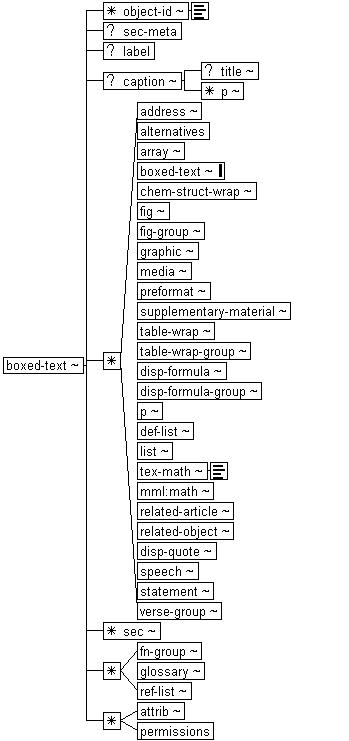 * object-id ~
? sec-meta
? label
? caption ~
? title ~
* p ~
address ~
alternatives
array ~
boxed-text ~
chem-struct-wrap ~
fig ~
fig-group ~
graphic ~
media ~
preformat ~
supplementary-material ~
table-wrap ~
table-wrap-group ~
boxed-text ~
*
disp-formula ~
disp-formula-group ~
p ~
def-list ~
list ~
tex-math ~
mml:math ~
related-article ~
related-object ~
disp-quote ~
speech ~
statement ~
verse-group ~
* sec ~
*
fn-group ~
glossary ~
ref-list ~
*
attrib ~
permissions